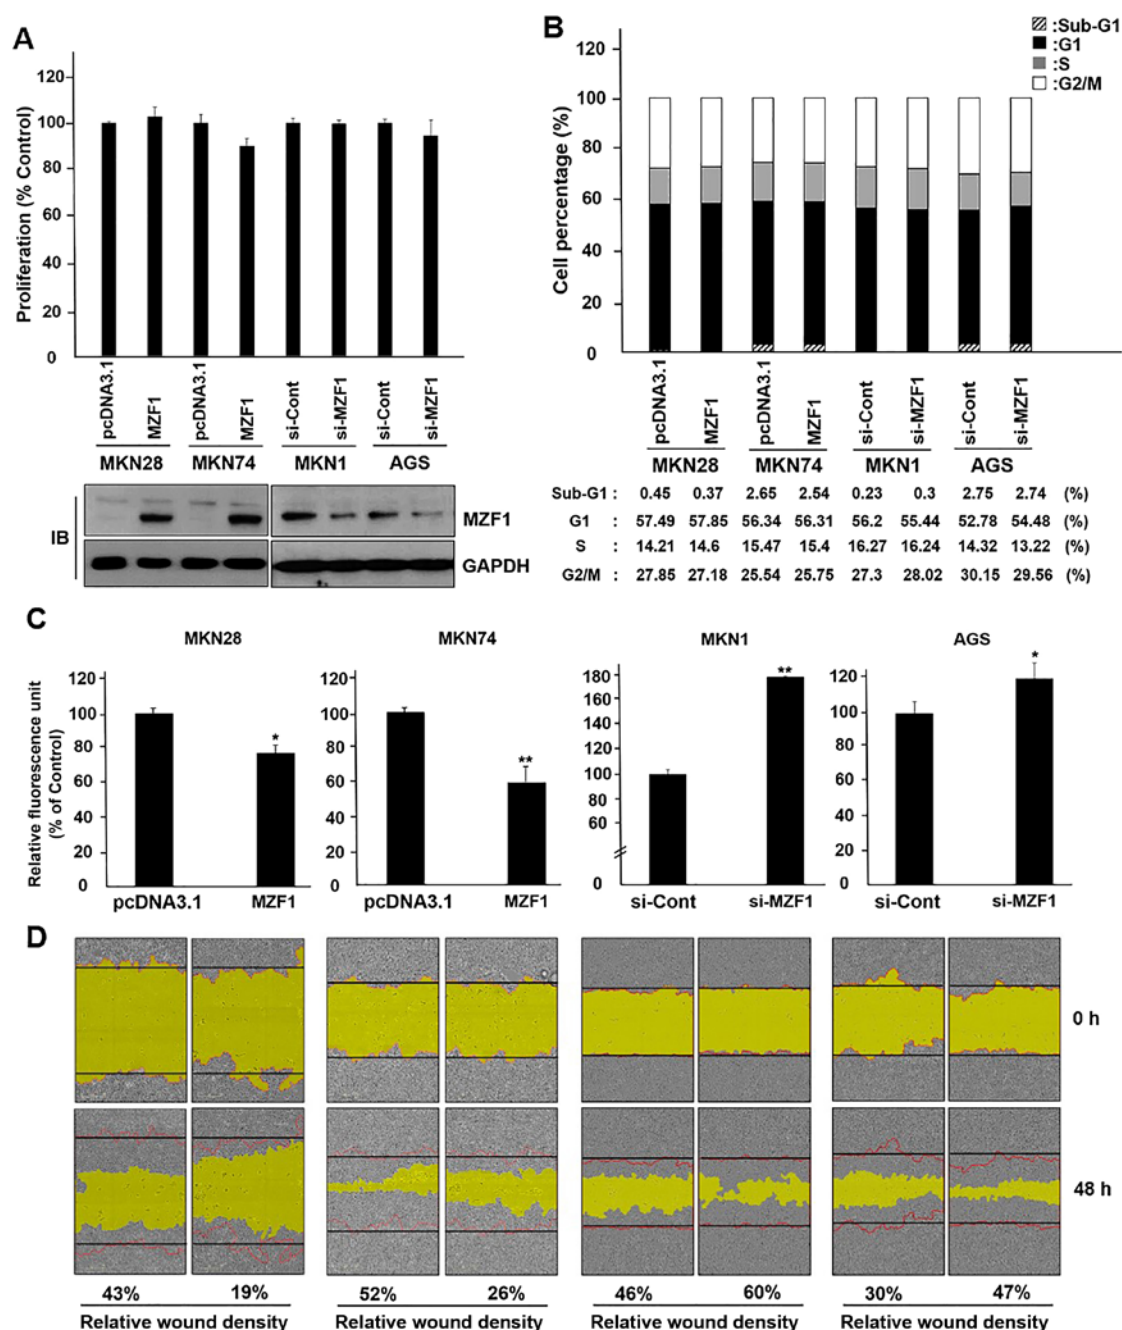 A
Proliferation (% Control)
120
100
80
60
40
20
0
pcDNA3.1
MZF1
pcDNA3.1
MZF1
si-Cont
si-MZF1
si-Cont
si-MZF1
MKN28 MKN74 MKN1 AGS
IB
MZF1
GAPDH
B
:Sub-G1
:G1
:S
:G2/M
Cell percentage (%)
120
100
80
60
40
20
0
pcDNA3.1
MZF1
pcDNA3.1
MZF1
si-Cont
si-MZF1
si-Cont
si-MZF1
MKN28 MKN74 MKN1 AGS
Sub-G1 : 0.45 0.37 2.65 2.54 0.23 0.3 2.75 2.74 (%)
G1 : 57.49 57.85 56.34 56.31 56.2 55.44 52.78 54.48 (%)
S : 14.21 14.6 15.47 15.4 16.27 16.24 14.32 13.22 (%)
G2/M : 27.85 27.18 25.54 25.75 27.3 28.02 30.15 29.56 (%)
C
Relative fluorescence unit
(% of Control)
MKN28
120
100
80
60
40
20
0
*
pcDNA3.1 MZF1
MKN74
120
100
80
60
40
20
0
**
pcDNA3.1 MZF1
MKN1
180
160
140
120
100
80
60
0
**
si-Cont si-MZF1
AGS
120
100
80
60
40
20
0
*
si-Cont si-MZF1
D
0 h
48 h
43% 19% 52% 26% 46% 60% 30% 47%
Relative wound density Relative wound density Relative wound density Relative wound density